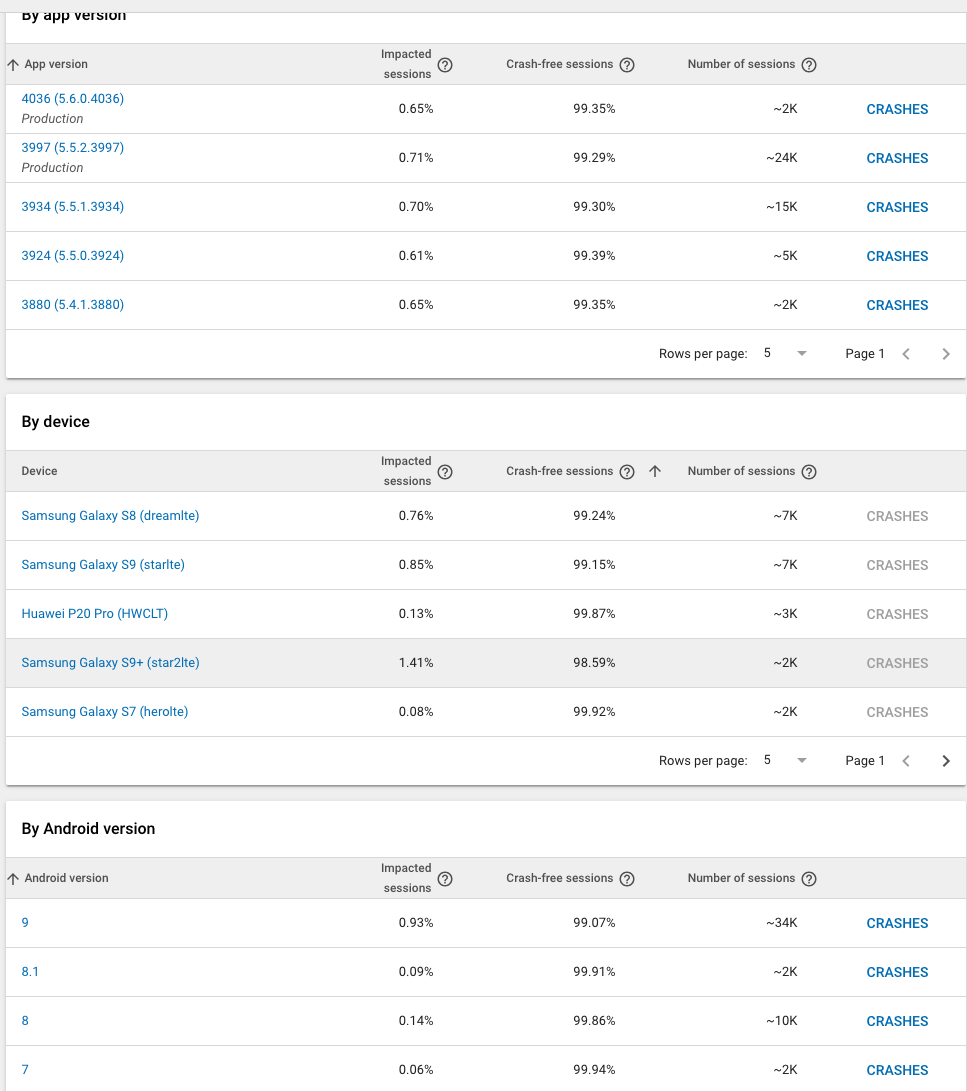 By app version
App version Impacted sessions Crash-free sessions Number of sessions
4036 (5.6.0.4036) 0.65% 99.35% ~2K CRASHES
Production
3997 (5.5.2.3997) 0.71% 99.29% ~24K CRASHES
Production
3934 (5.5.1.3934) 0.70% 99.30% ~15K CRASHES
3924 (5.5.0.3924) 0.61% 99.39% ~5K CRASHES
3880 (5.4.1.3880) 0.65% 99.35% ~2K CRASHES
Rows per page: 5 Page 1
By device
Device Impacted sessions Crash-free sessions Number of sessions
Samsung Galaxy S8 (dreamlte) 0.76% 99.24% ~7K CRASHES
Samsung Galaxy S9 (starlte) 0.85% 99.15% ~7K CRASHES
Huawei P20 Pro (HWCLT) 0.13% 99.87% ~3K CRASHES
Samsung Galaxy S9+ (star2lte) 1.41% 98.59% ~2K CRASHES
Samsung Galaxy S7 (herolte) 0.08% 99.92% ~2K CRASHES
Rows per page: 5 Page 1
By Android version
Android version Impacted sessions Crash-free sessions Number of sessions
9 0.93% 99.07% ~34K CRASHES
8.1 0.09% 99.91% ~2K CRASHES
8 0.14% 99.86% ~10K CRASHES
7 0.06% 99.94% ~2K CRASHES